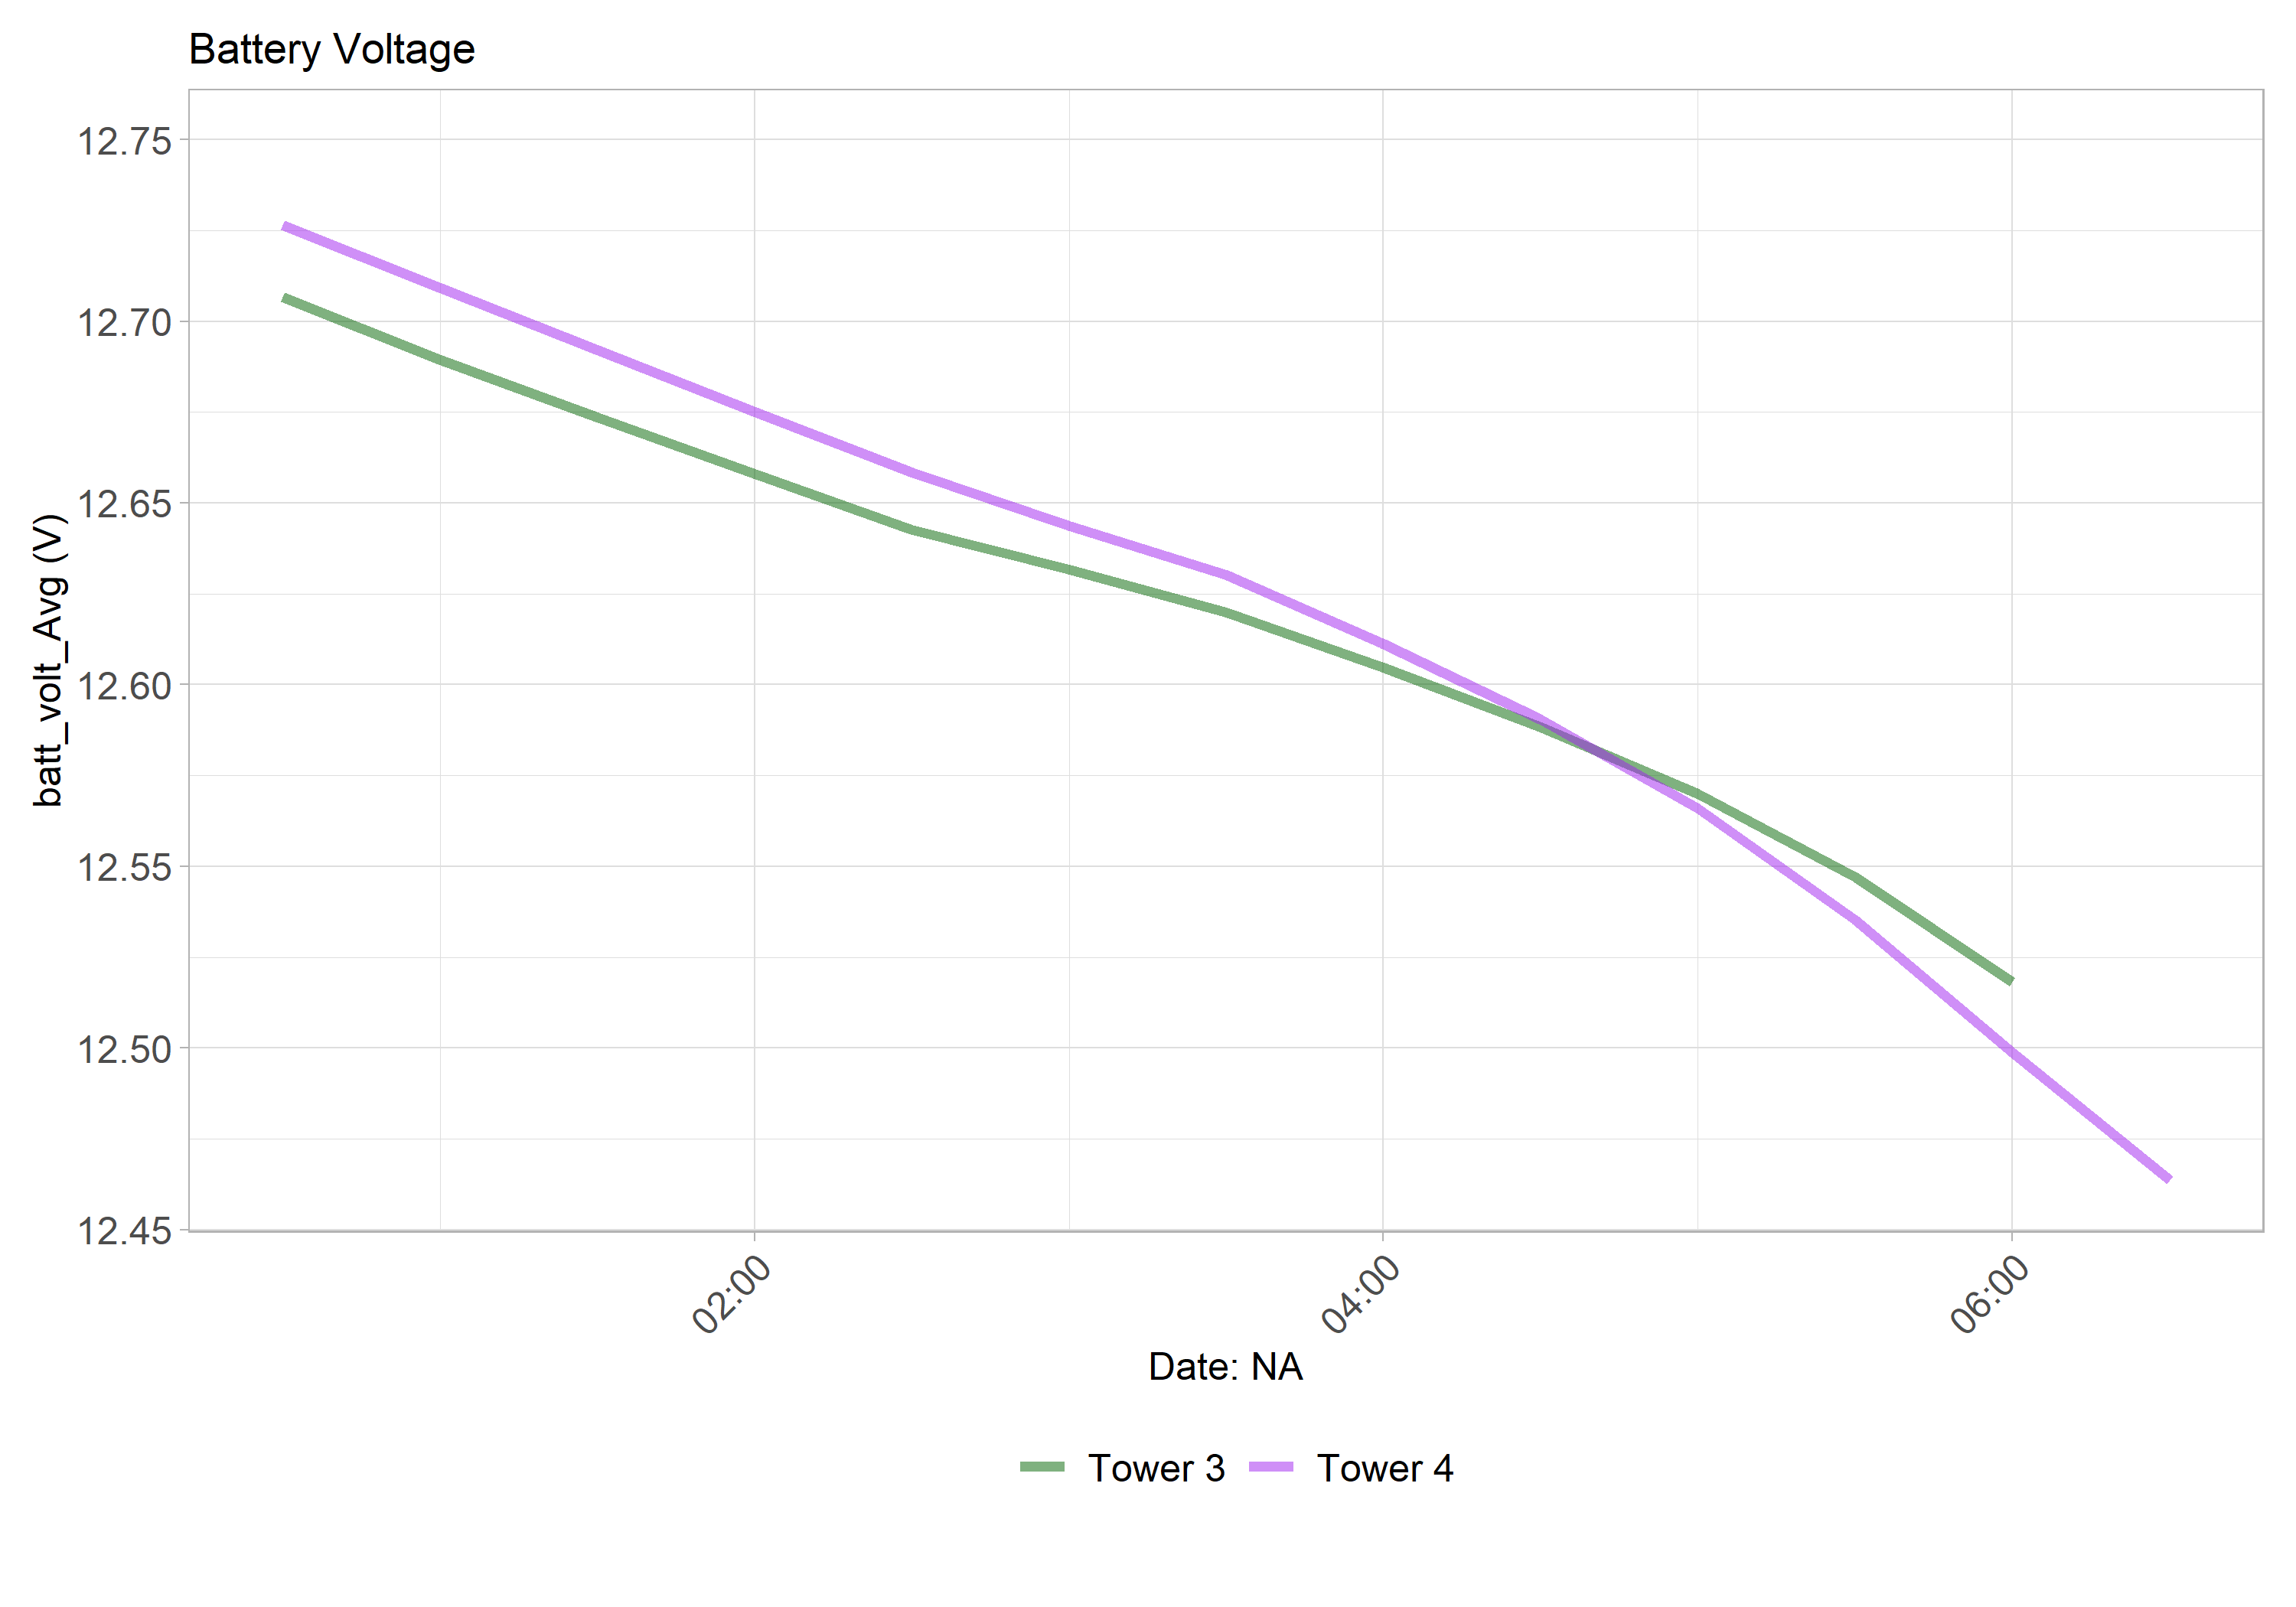 Battery Voltage
batt_volt_Avg (V)
12.75
12.70
12.65
12.60
12.55
12.50
12.45
02:00
04:00
06:00
Date: NA
Tower 3
Tower 4